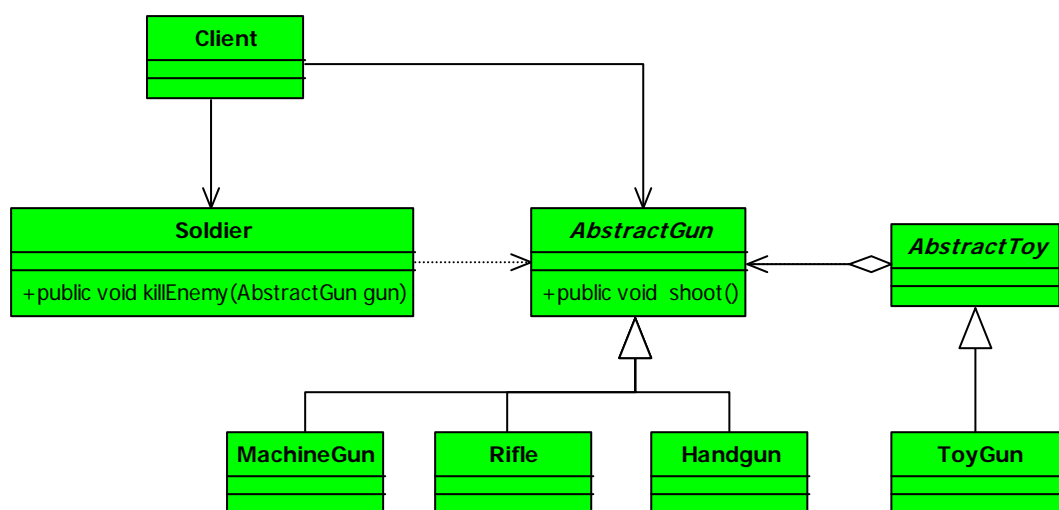 Client
Soldier
+public void killEnemy(AbstractGun gun)
AbstractGun
+public void shoot()
AbstractToy
MachineGun
Rifle
Handgun
ToyGun